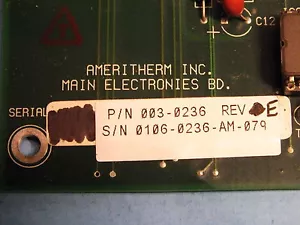 C12
AMERITHERM INC.
MAIN ELECTRONIES BD.
SERIAL
P/N 003-0236 REV E
S/N 0106-0236-AM-079